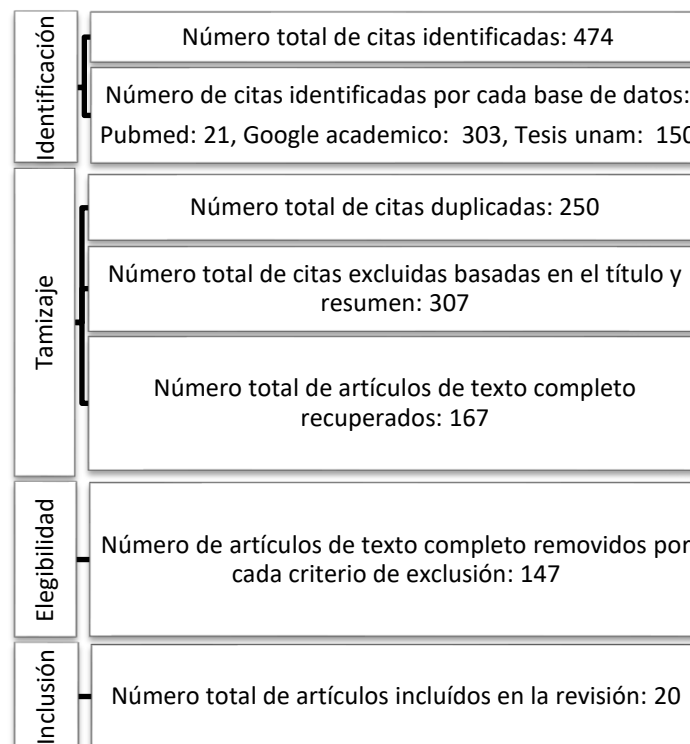 Identificación
Número total de citas identificadas: 474
Número de citas identificadas por cada base de datos:
Pubmed: 21, Google academico: 303, Tesis unam: 150
Tamizaje
Número total de citas duplicadas: 250
Número total de citas excluidas basadas en el título y
resumen: 307
Número total de artículos de texto completo
recuperados: 167
Elegibilidad
Número de artículos de texto completo removidos por
cada criterio de exclusión: 147
Inclusión
Número total de artículos incluídos en la revisión: 20